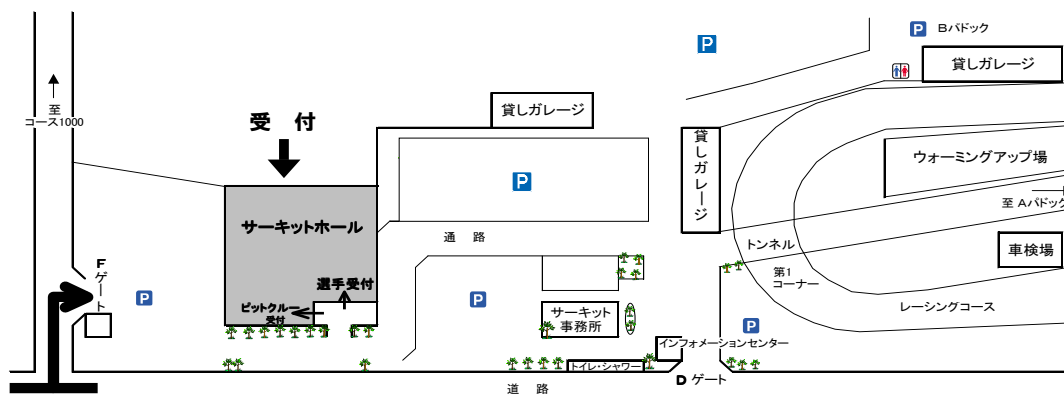 P
Bパドック
P
貸しガレージ
至
コース1000
貸しガレージ
受 付
貸しガレージ
ウォーミングアップ場
P
至 Aパドック
サーキットホール
通 路
トンネル
車検場
Fゲート
P
選手受付
ピットクルー
受付
P
第1
コーナー
レーシングコース
サーキット
事務所
P
インフォメーションセンター
トイレ・シャワー
D ゲート
道 路